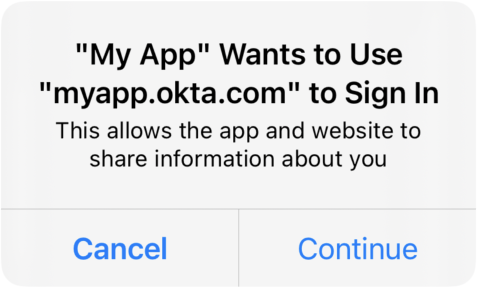 "My App" Wants to Use
"myapp.okta.com" to Sign In
This allows the app and website to
share information about you
Cancel
Continue